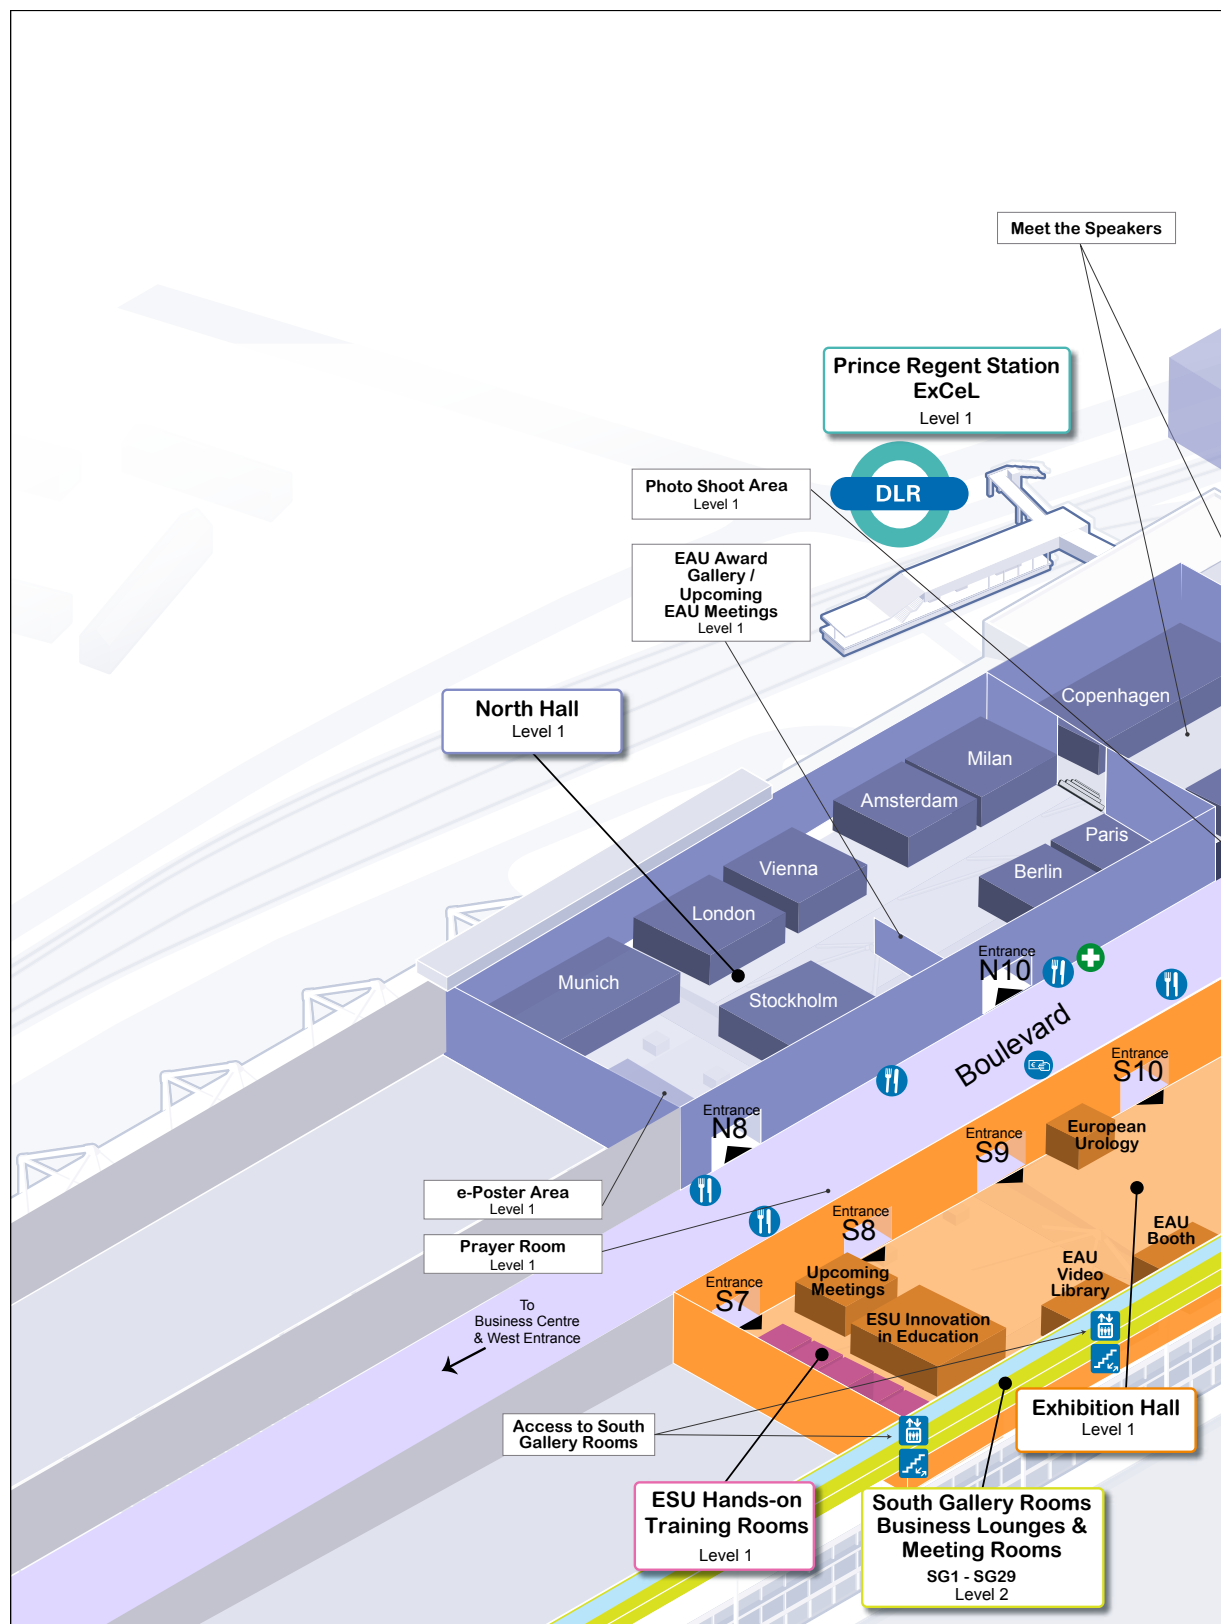 Meet the Speakers
Prince Regent Station
ExCeL
Level 1
DLR
Photo Shoot Area
Level 1
EAU Award
Gallery /
Upcoming
EAU Meetings
Level 1
North Hall
Level 1
Copenhagen
Milan
Amsterdam
Paris
Berlin
Vienna
London
Munich
Stockholm
Entrance
N10
Boulevard
Entrance
S10
Entrance
N8
European
Urology
Entrance
S9
e-Poster Area
Level 1
Prayer Room
Level 1
Entrance
S8
EAU
Booth
EAU
Video
Library
Upcoming
Meetings
Entrance
S7
ESU Innovation
in Education
To
Business Centre
& West Entrance
Access to South
Gallery Rooms
Exhibition Hall
Level 1
ESU Hands-on
Training Rooms
Level 1
South Gallery Rooms
Business Lounges &
Meeting Rooms
SG1 - SG29
Level 2